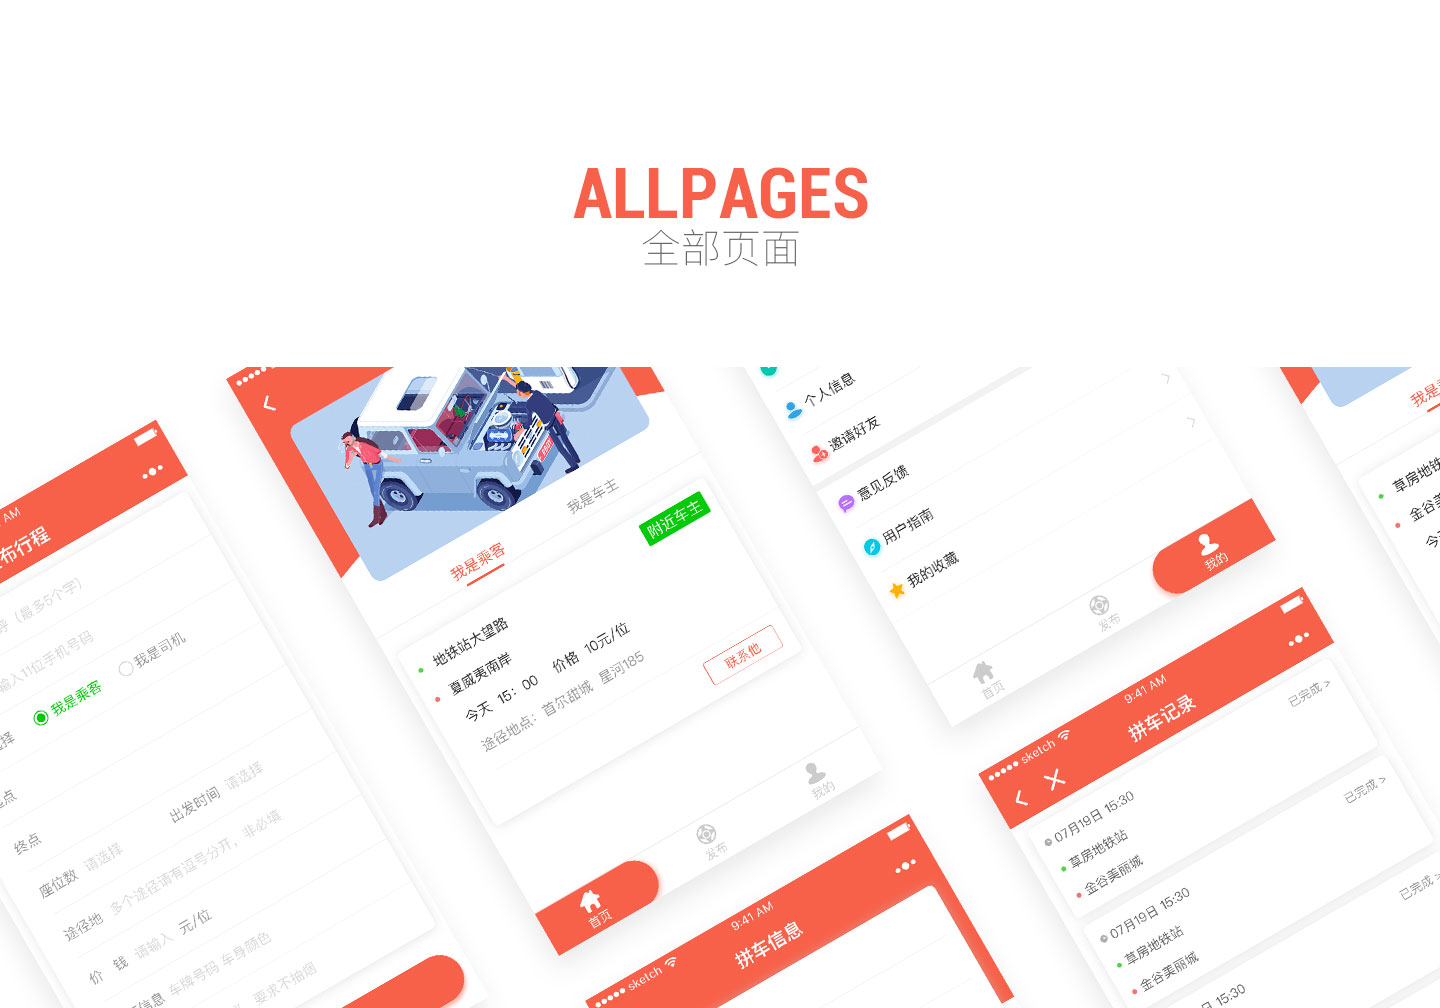 ALLPAGES
全部页面
AM
布行程
呼（最多5个字）
输入11位手机号码
选择
我是乘客
我是司机
起点
终点
出发时间 请选择
座位数 请选择
途径地 多个途径请有逗号分开，非必填
价 钱 请输入 元/位
信息 车牌号码 车身颜色
要求不抽烟
我是乘客
我是车主
附近车主
地铁站大望路
夏威夷南岸
今天 15：00 价格 10元/位
途径地点：首尔甜城 星河185
联系他
首页
发布
我的
个人信息
邀请好友
意见反馈
用户指南
我的收藏
首页
发布
我的
sketch
9:41 AM
拼车信息
sketch
9:41 AM
拼车记录
07月19日 15:30
已完成 >
草房地铁站
金谷美丽城
07月19日 15:30
已完成 >
草房地铁站
金谷美丽城
日 15:30
已完成 >
我是
草房地铁
金谷美
今天